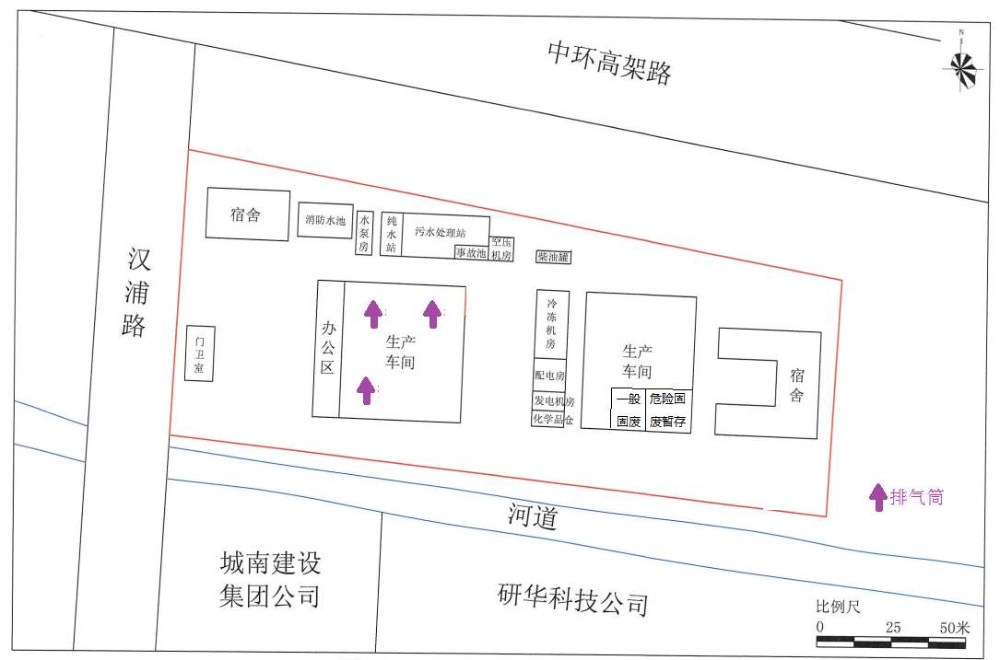 中环高架路
N
宿舍
消防水池
水泵房
纯水站
污水处理站
事故池
空压
机房
柴油罐
汉浦路
门卫室
办公区
生产
车间
冷冻机房
配电房
发电机房
化学品仓
生产
车间
一般
固废
危险固
废暂存
宿舍
排气筒
河道
城南建设
集团公司
研华科技公司
比例尺
0 25 50米